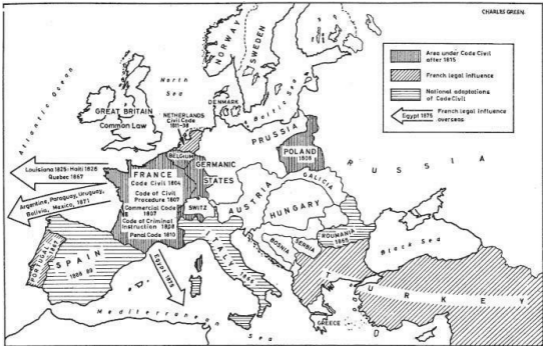 CHARLES GREEN.
Area under Code Civil
after 1815
French legal influence
National adaptations
of Code Civil
Egypt 1875
French legal influence
overseas
Atlantic Ocean
North
Sea
NORWAY
SWEDEN
Baltic Sea
DENMARK
GREAT BRITAIN
Common Law
NETHERLANDS
Civil Code
1811-38
BELGIUM
PRUSSIA
POLAND
1808
RUSSIA
GERMANIC
STATES
GALICIA
Louisiana 1825: Haiti 1826
Quebec 1867
Argentine, Paraguay, Uruguay,
Bolivia, Mexico, 1871
FRANCE
Code Civil 1804
Code of Civil
Procedure 1807
Commercial Code
1807
Code of Criminal
Instruction 1808
Penal Code 1810
SWITZ
AUSTRIA
HUNGARY
ROUMANIA
1865
BOSNIA
SERBIA
Black Sea
PORTUGAL 1867
SPAIN
1888-89
ITALY
Egypt 1875
TURKEY
GREECE
Mediterranean
Sea